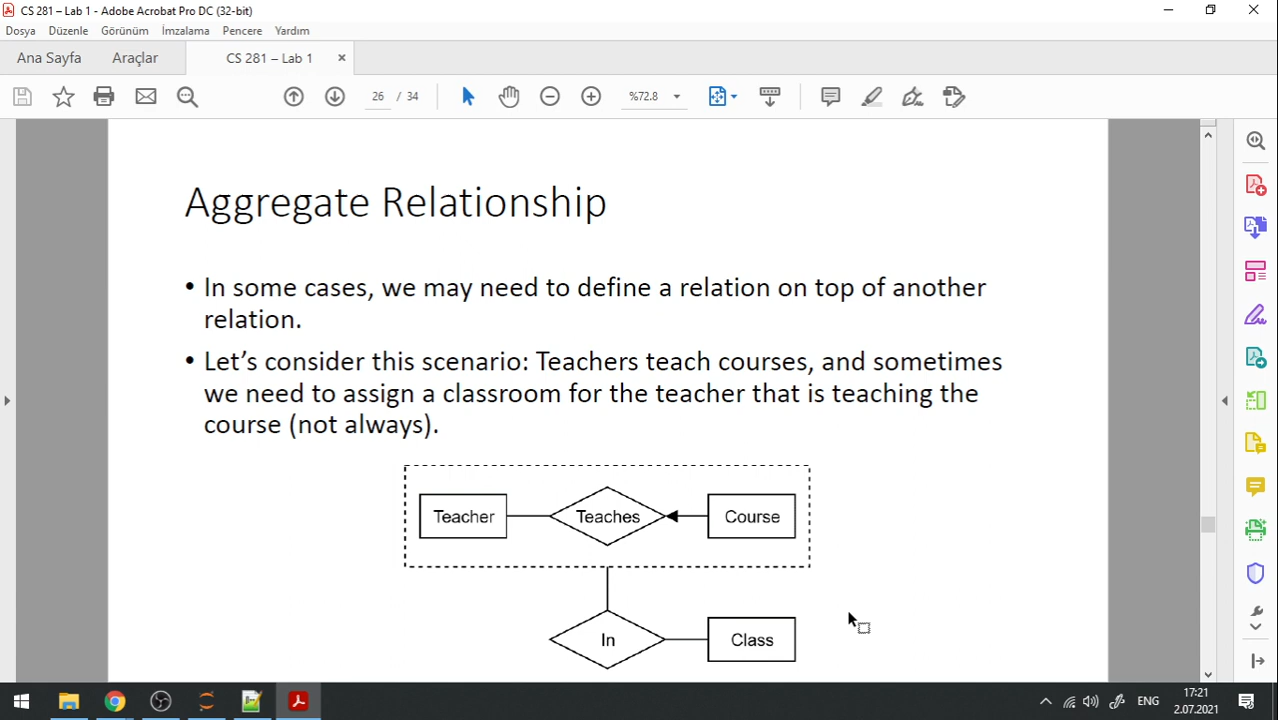 CS 281 – Lab 1 - Adobe Acrobat Pro DC (32-bit)
Dosya Düzenle Görünüm İmzalama Pencere Yardım
Ana Sayfa Araçlar CS 281 – Lab 1 ×
26 / 34 %72.8
Aggregate Relationship
• In some cases, we may need to define a relation on top of another
relation.
• Let’s consider this scenario: Teachers teach courses, and sometimes
we need to assign a classroom for the teacher that is teaching the
course (not always).
Teacher Teaches Course
In Class
ENG 17:21
2.07.2021